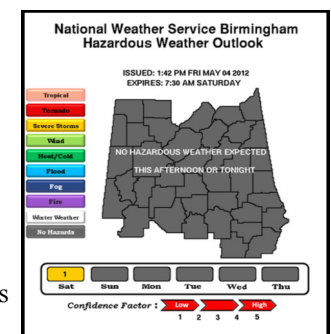 National Weather Service Birmingham
Hazardous Weather Outlook
ISSUED: 1:42 PM FRI MAY 04 2012
EXPIRES: 7:30 AM SATURDAY
Tropical
Tornado
Severe Storms
Wind
Heat/Cold
Flood
Fog
Fire
Winter Weather
No Hazards
NO HAZARDOUS WEATHER EXPECTED
THIS AFTERNOON OR TONIGHT
1
Sat Sun Mon Tue Wed Thu
Confidence Factor : Low High
1 2 3 4 5
s